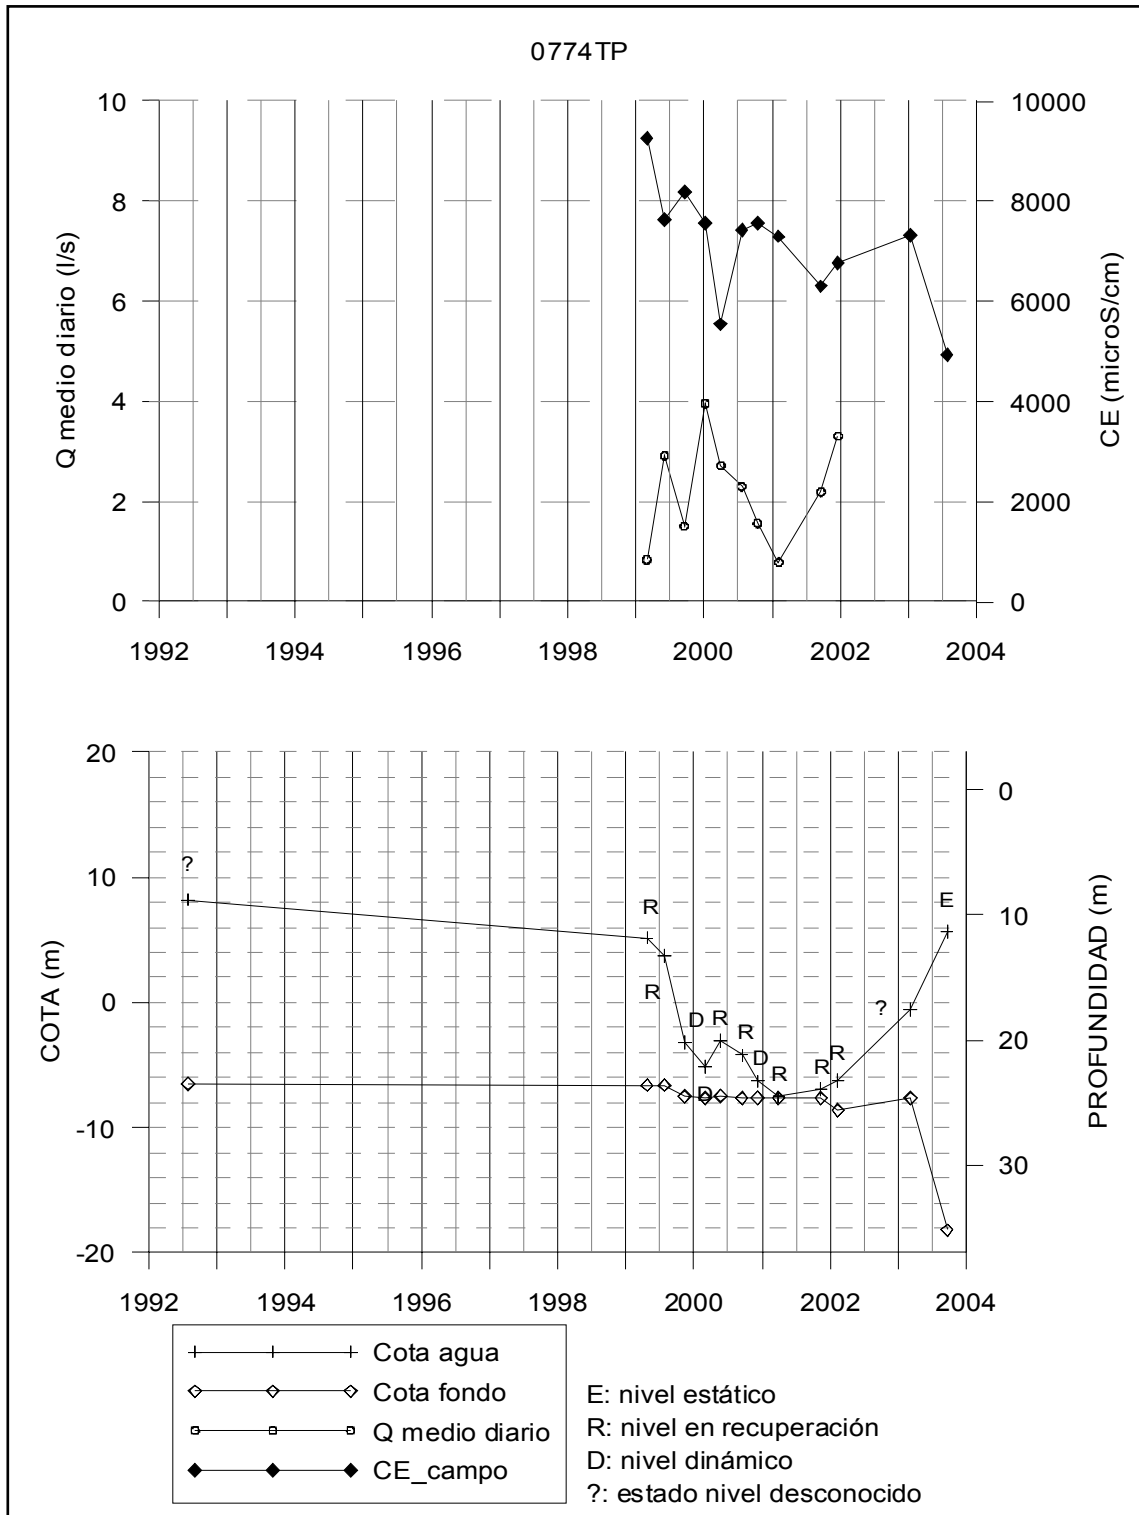 0774TP
10
8
6
4
2
0
Q medio diario (l/s)
10000
8000
6000
4000
2000
0
CE (microS/cm)
1992 1994 1996 1998 2000 2002 2004
20
10
0
-10
-20
COTA (m)
0
10
20
30
PROFUNDIDAD (m)
?
R
R
D
D
R
R
D
R
R
R
?
E
1992 1994 1996 1998 2000 2002 2004
Cota agua
Cota fondo
Q medio diario
CE_campo
E: nivel estático
R: nivel en recuperación
D: nivel dinámico
?: estado nivel desconocido